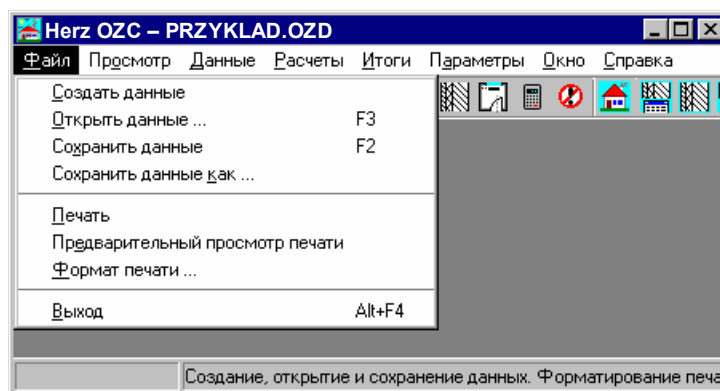 Herz OZC – PRZYKLAD.OZD
Файл Просмотр Данные Расчеты Итоги Параметры Окно Справка
Создать данные
Открыть данные ... F3
Сохранить данные F2
Сохранить данные как ...
Печать
Предварительный просмотр печати
Формат печати ...
Выход Alt+F4
Создание, открытие и сохранение данных. Форматирование печа